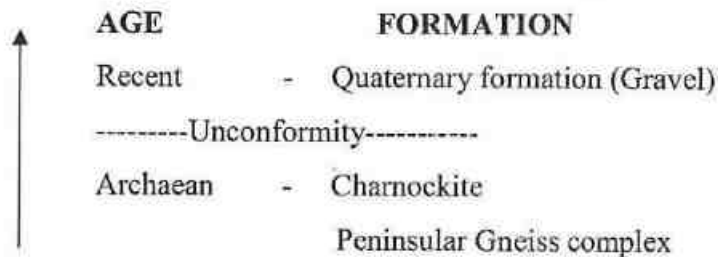 AGE FORMATION
Recent - Quaternary formation (Gravel)
---------Unconformity-----------
Archaean - Charnockite
Peninsular Gneiss complex